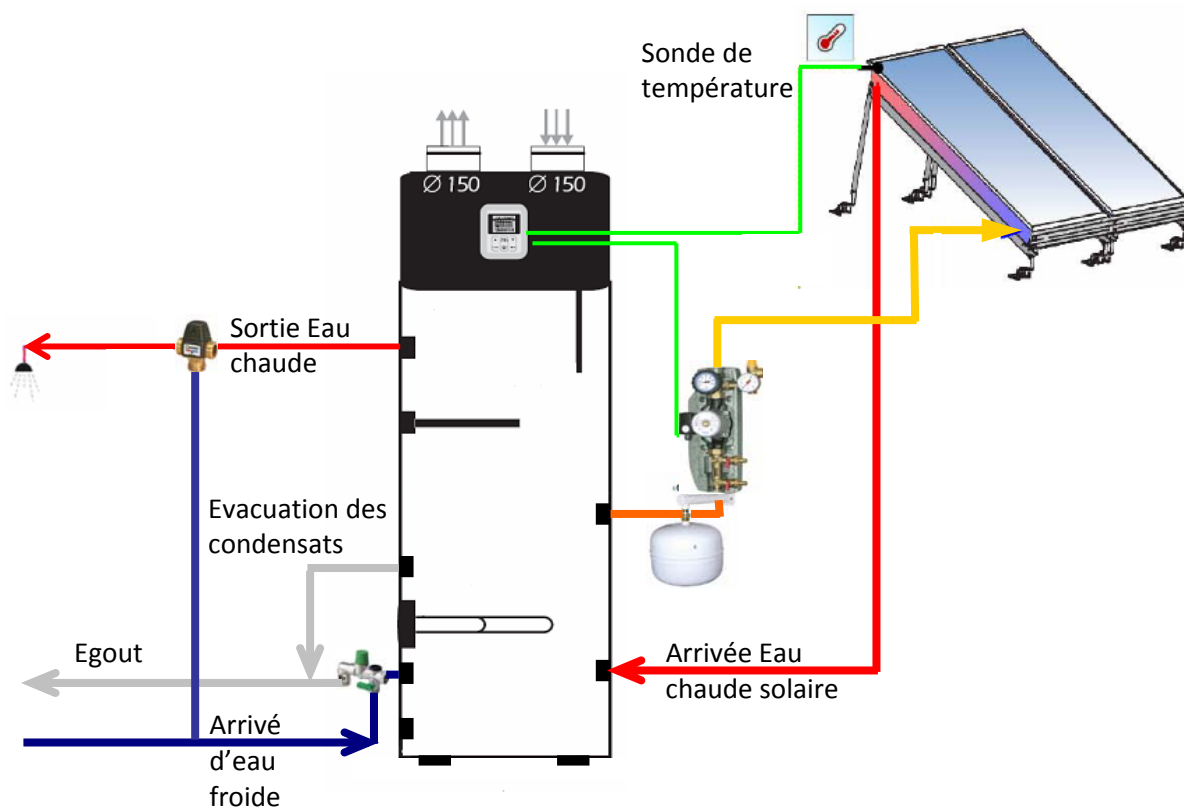 Sonde de
température
Ø 150
Ø 150
Sortie Eau
chaude
Evacuation des
condensats
Egout
Arrivée Eau
chaude solaire
Arrivé
d'eau
froide